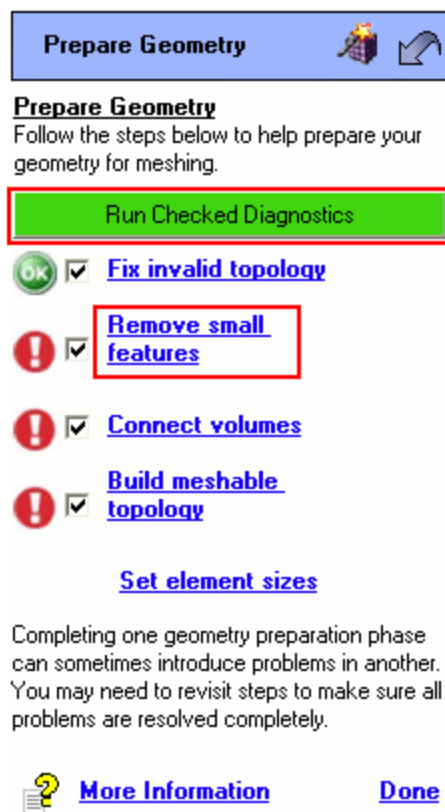 Prepare Geometry
Prepare Geometry
Follow the steps below to help prepare your
geometry for meshing.
Run Checked Diagnostics
OK Fix invalid topology
Remove small
features
Connect volumes
Build meshable
topology
Set element sizes
Completing one geometry preparation phase
can sometimes introduce problems in another.
You may need to revisit steps to make sure all
problems are resolved completely.
More Information Done